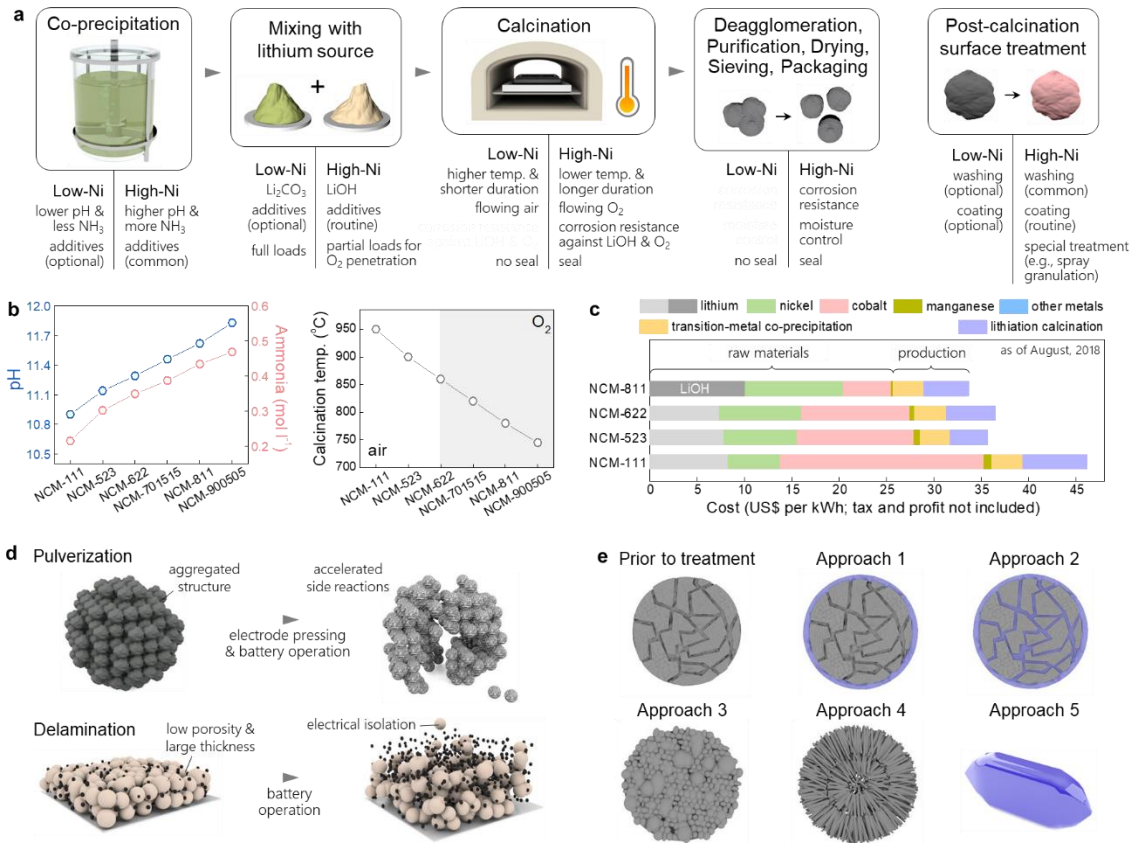 a
Co-precipitation
Mixing with
lithium source
Calcination
Deagglomeration,
Purification, Drying,
Sieving, Packaging
Post-calcination
surface treatment
+
Low-Ni
High-Ni
lower pH &
less NH₃
higher pH &
more NH₃
additives
(optional)
additives
(common)
Low-Ni
High-Ni
Li₂CO₃
LiOH
additives
(optional)
additives
(routine)
full loads
partial loads for
O₂ penetration
Low-Ni
High-Ni
higher temp. &
shorter duration
lower temp. &
longer duration
flowing air
flowing O₂
corrosion resistance
against LiOH & O₂
corrosion resistance
against LiOH & O₂
no seal
seal
Low-Ni
High-Ni
corrosion
resistance
corrosion
resistance
moisture
control
moisture
control
no seal
seal
Low-Ni
High-Ni
washing
(optional)
washing
(common)
coating
(optional)
coating
(routine)
special treatment
(e.g., spray
granulation)
b
pH
12.0
11.7
11.4
11.1
10.8
10.5
Ammonia (mol l⁻¹)
0.6
0.5
0.4
0.3
0.2
NCM-111
NCM-523
NCM-622
NCM-701515
NCM-811
NCM-900505
Calcination temp. (°C)
950
900
850
800
750
700
O₂
air
NCM-111
NCM-523
NCM-622
NCM-701515
NCM-811
NCM-900505
c
lithium
nickel
cobalt
manganese
other metals
transition-metal co-precipitation
lithiation calcination
raw materials
production
as of August, 2018
NCM-811
LiOH
NCM-622
NCM-523
NCM-111
0 5 10 15 20 25 30 35 40 45
Cost (US$ per kWh; tax and profit not included)
d
Pulverization
aggregated
structure
accelerated
side reactions
electrode pressing
& battery operation
Delamination
low porosity &
large thickness
electrical isolation
battery
operation
e
Prior to treatment
Approach 1
Approach 2
Approach 3
Approach 4
Approach 5